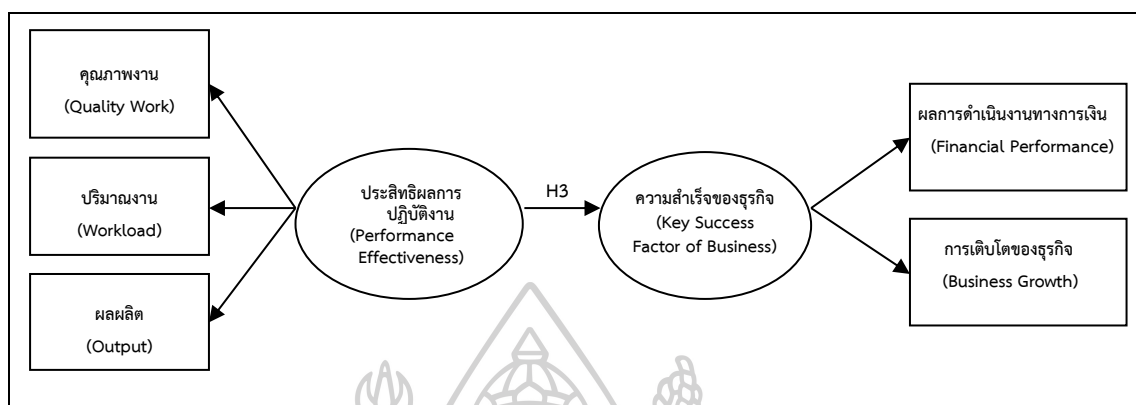 คุณภาพงาน
(Quality Work)
ปริมาณงาน
(Workload)
ผลผลิต
(Output)
ประสิทธิผลการ
ปฏิบัติงาน
(Performance
Effectiveness)
H3
ความสำเร็จของธุรกิจ
(Key Success
Factor of Business)
ผลการดำเนินงานทางการเงิน
(Financial Performance)
การเติบโตของธุรกิจ
(Business Growth)